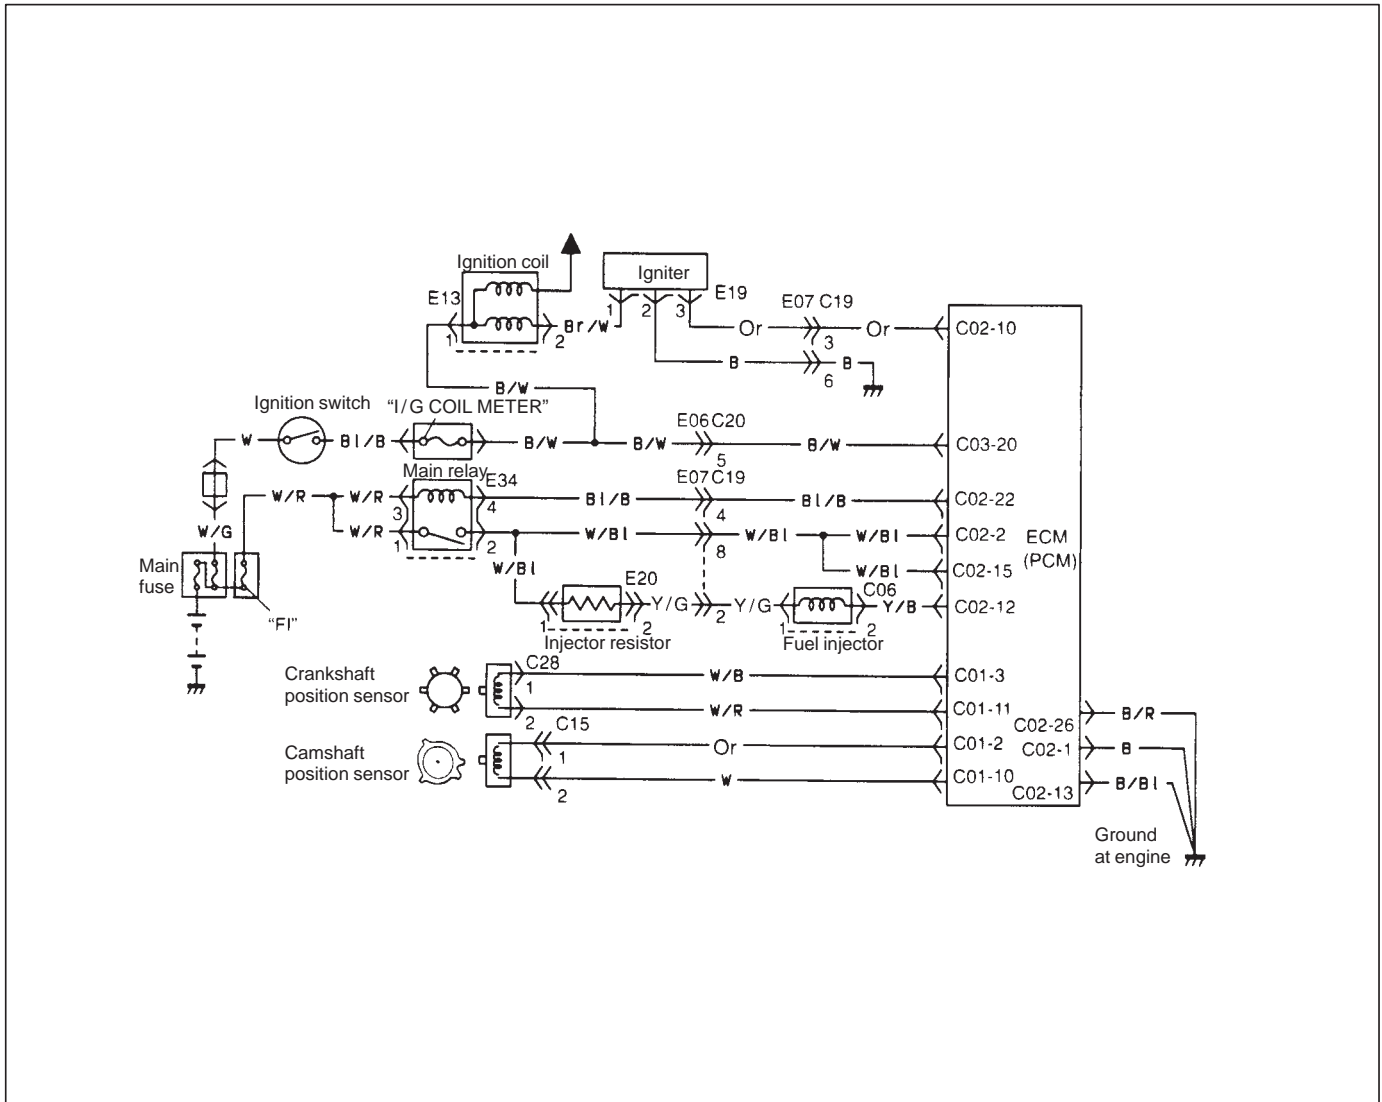 Ignition coil
Igniter
E13
1
2
Br/W
1
2
3
E19
Or
E07 C19
3
Or
C02-10
B
6
B
B/W
Ignition switch
"I/G COIL METER"
W
Bl/B
B/W
B/W
E06 C20
5
B/W
C03-20
Main relay
E34
W/R
W/R
3
4
Bl/B
E07 C19
4
Bl/B
C02-22
W/R
1
2
W/Bl
8
W/Bl
W/Bl
C02-2
ECM
(PCM)
W/G
W/Bl
W/Bl
C02-15
Main
fuse
"FI"
E20
1
2
Y/G
2
Y/G
C06
1
2
Y/B
C02-12
Injector resistor
Fuel injector
Crankshaft
position sensor
C28
1
2
W/B
C01-3
W/R
C01-11
C02-26
B/R
Camshaft
position sensor
C15
1
2
Or
C01-2
C02-1
B
W
C01-10
C02-13
B/Bl
Ground
at engine